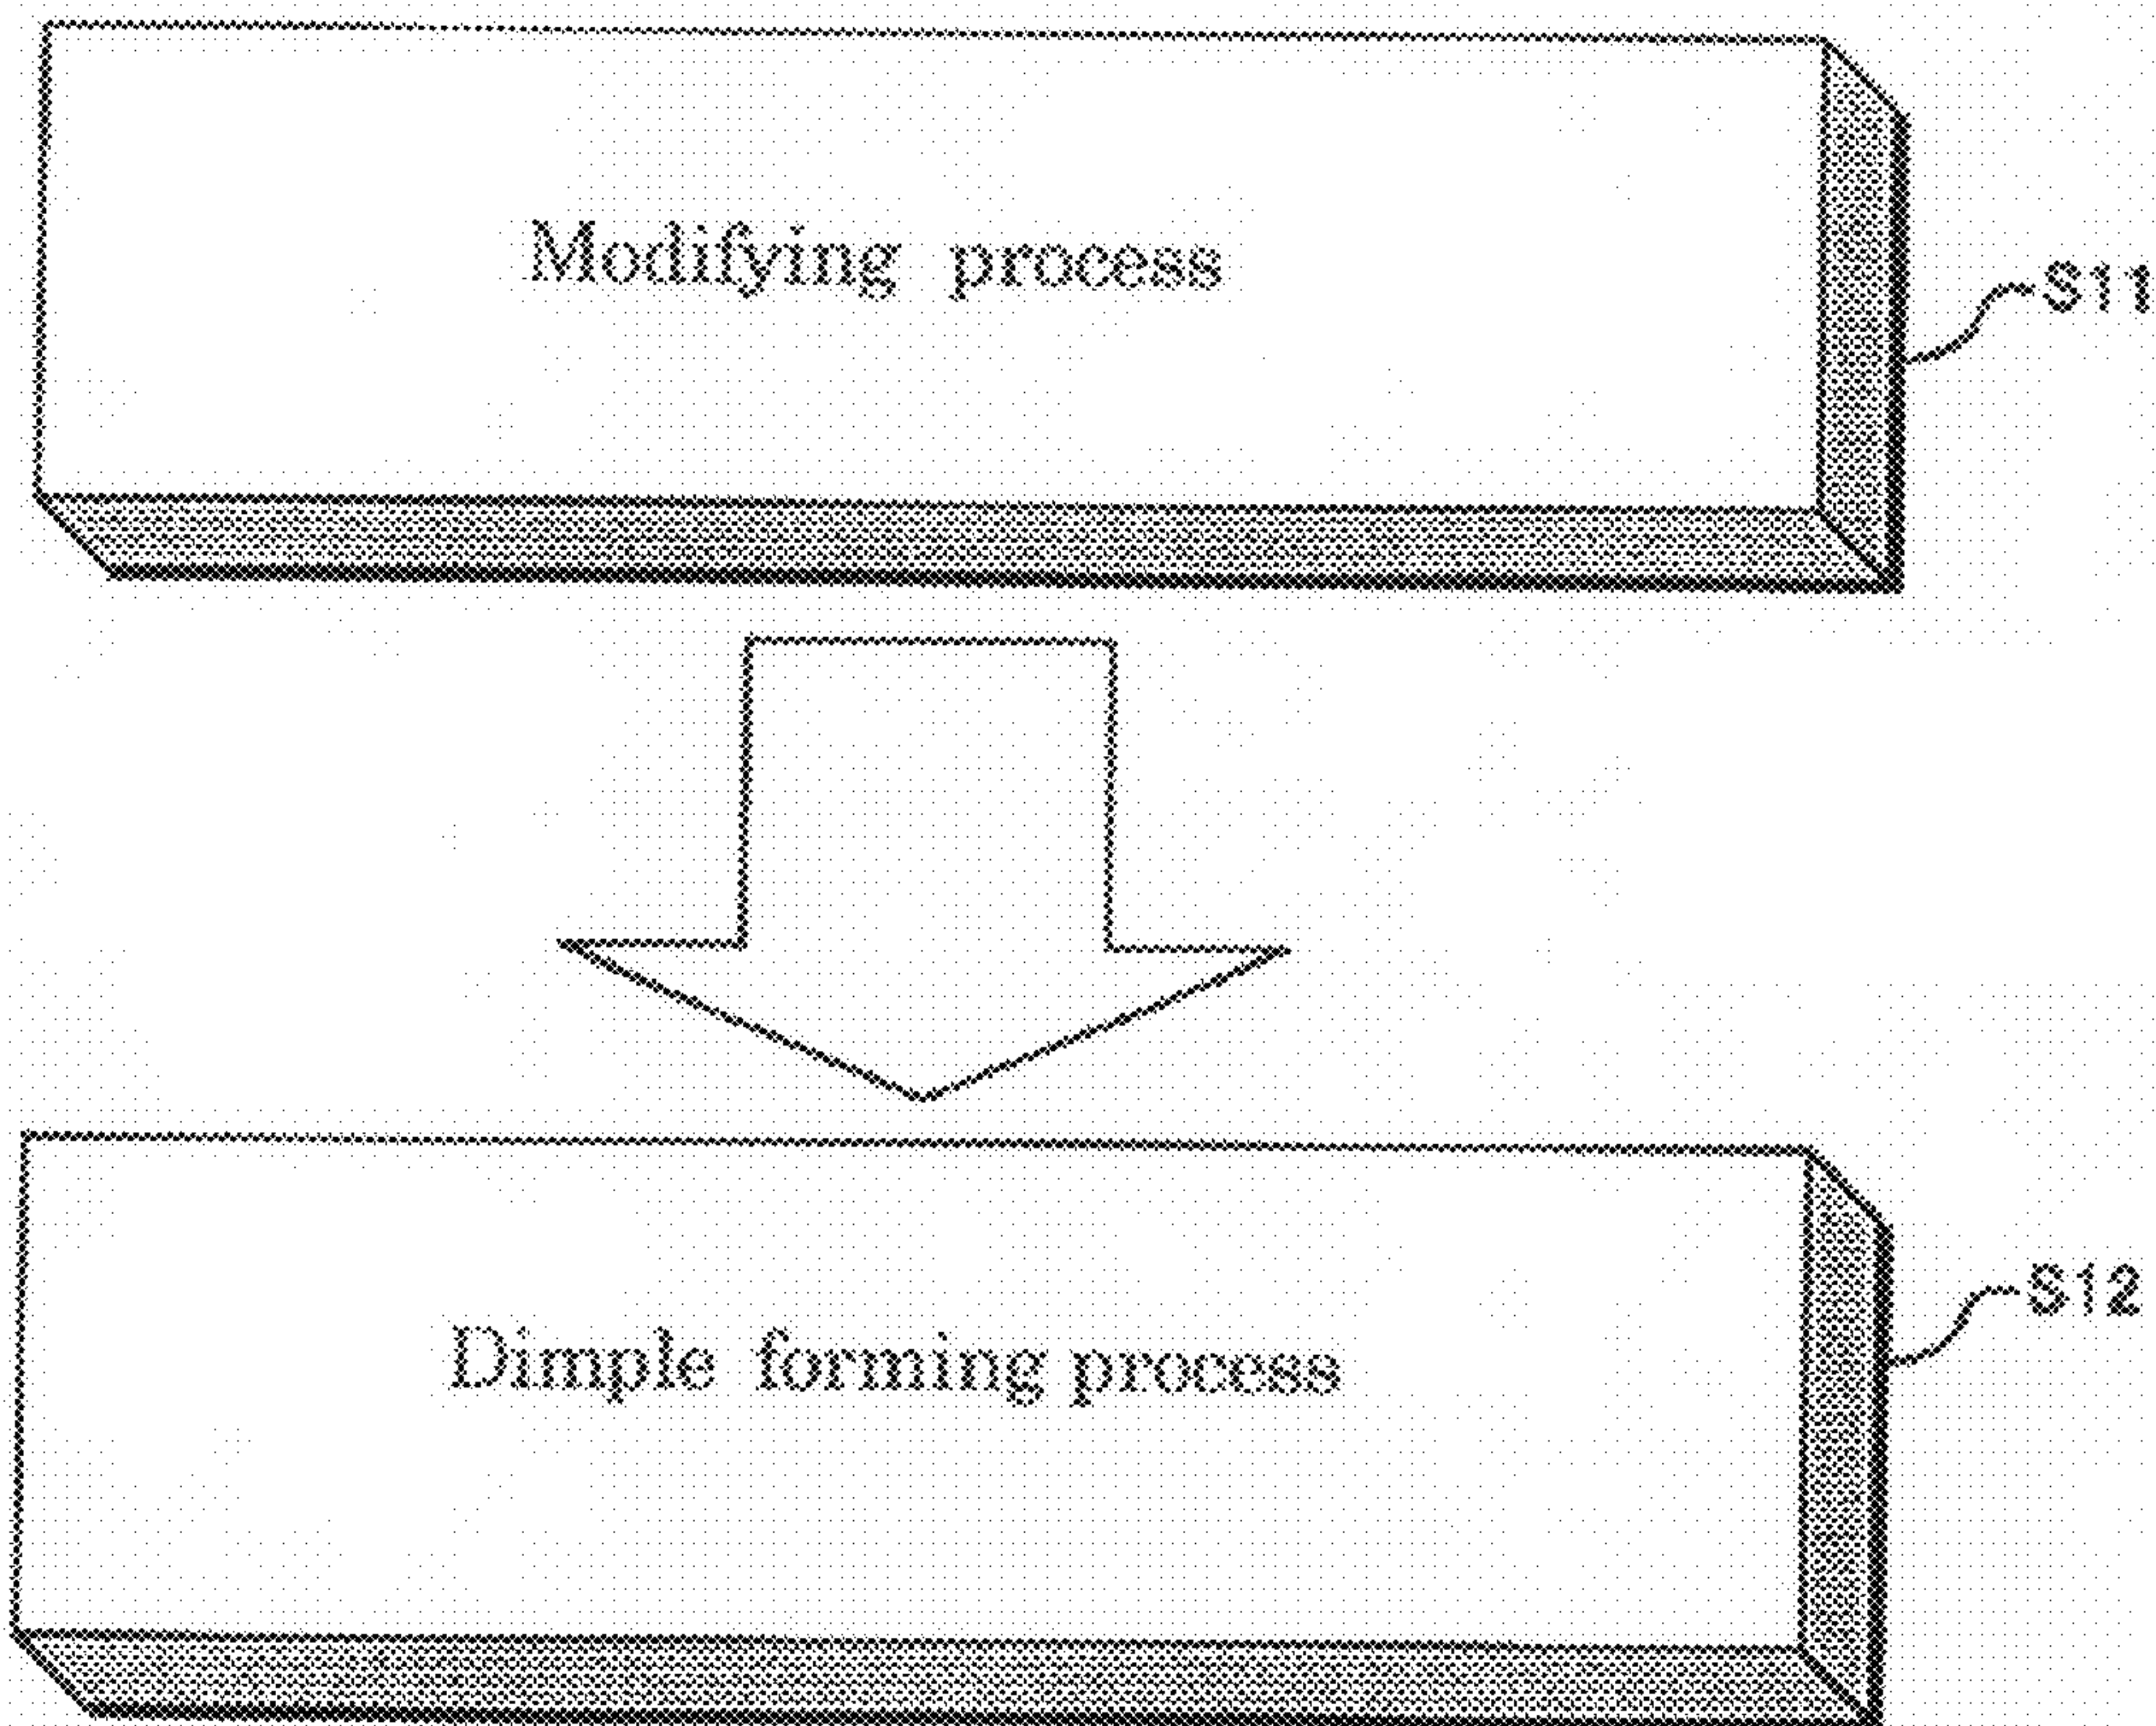 Modifying process
S11
Dimple forming process
S12